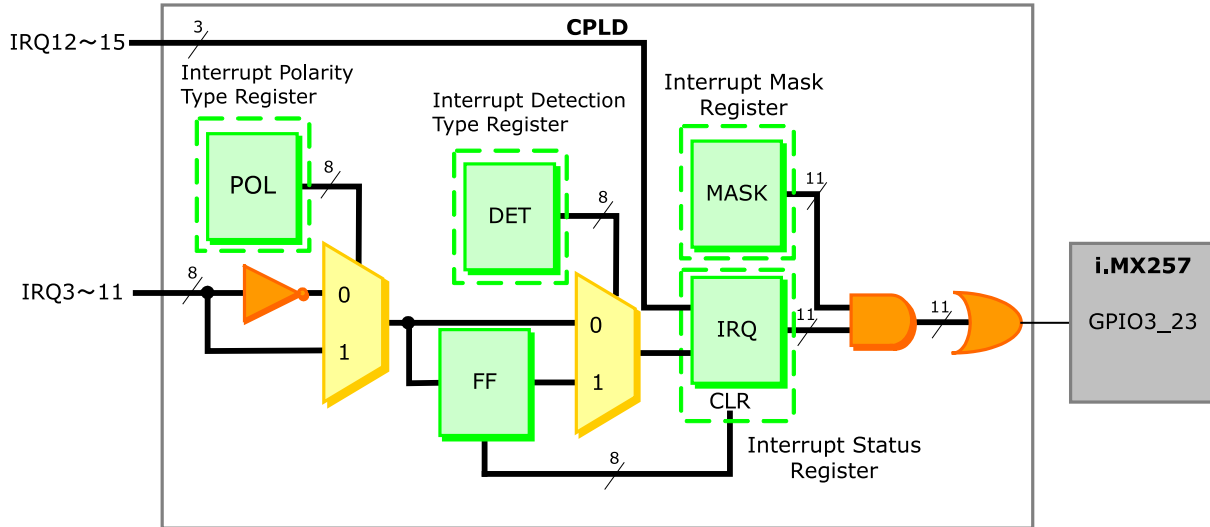 3
IRQ12~15
CPLD
Interrupt Polarity
Type Register
Interrupt Mask
Register
Interrupt Detection
Type Register
POL
8
DET
8
MASK
11
8
IRQ3~11
0
1
FF
0
1
IRQ
11
11
CLR
8
Interrupt Status
Register
i.MX257
GPIO3_23